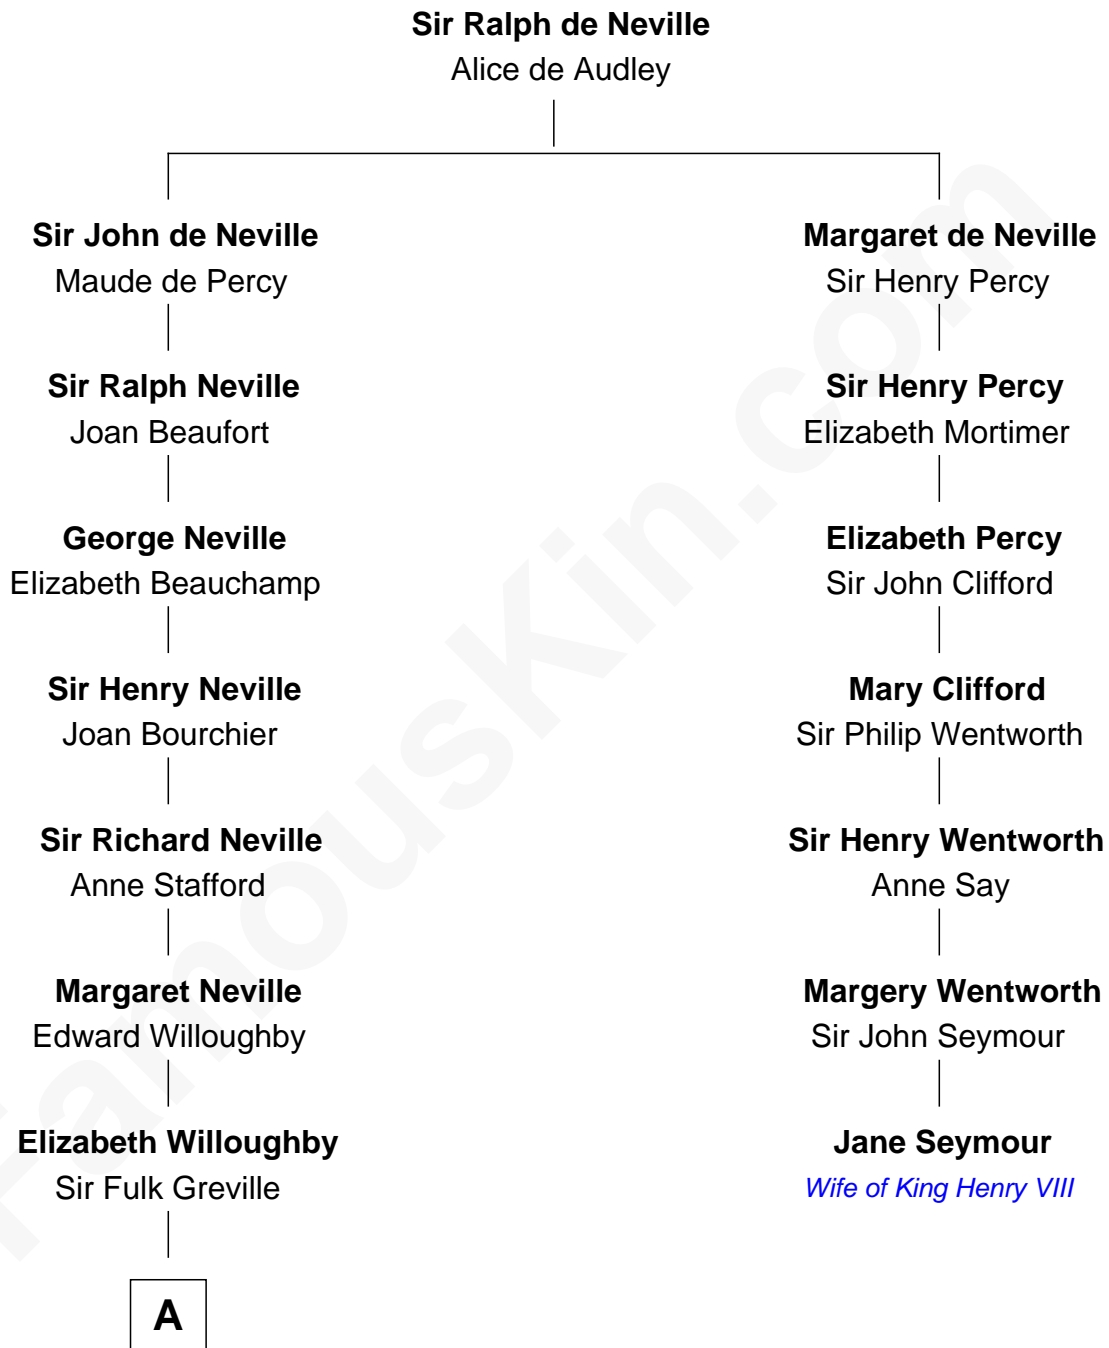 Sir Ralph de Neville
Alice de Audley
Sir John de Neville
Maude de Percy
Margaret de Neville
Sir Henry Percy
Sir Ralph Neville
Joan Beaufort
Sir Henry Percy
Elizabeth Mortimer
George Neville
Elizabeth Beauchamp
Elizabeth Percy
Sir John Clifford
Sir Henry Neville
Joan Bourchier
Mary Clifford
Sir Philip Wentworth
Sir Richard Neville
Anne Stafford
Sir Henry Wentworth
Anne Say
Margaret Neville
Edward Willoughby
Margery Wentworth
Sir John Seymour
Elizabeth Willoughby
Sir Fulk Greville
Jane Seymour
Wife of King Henry VIII
A
FamousKin.com